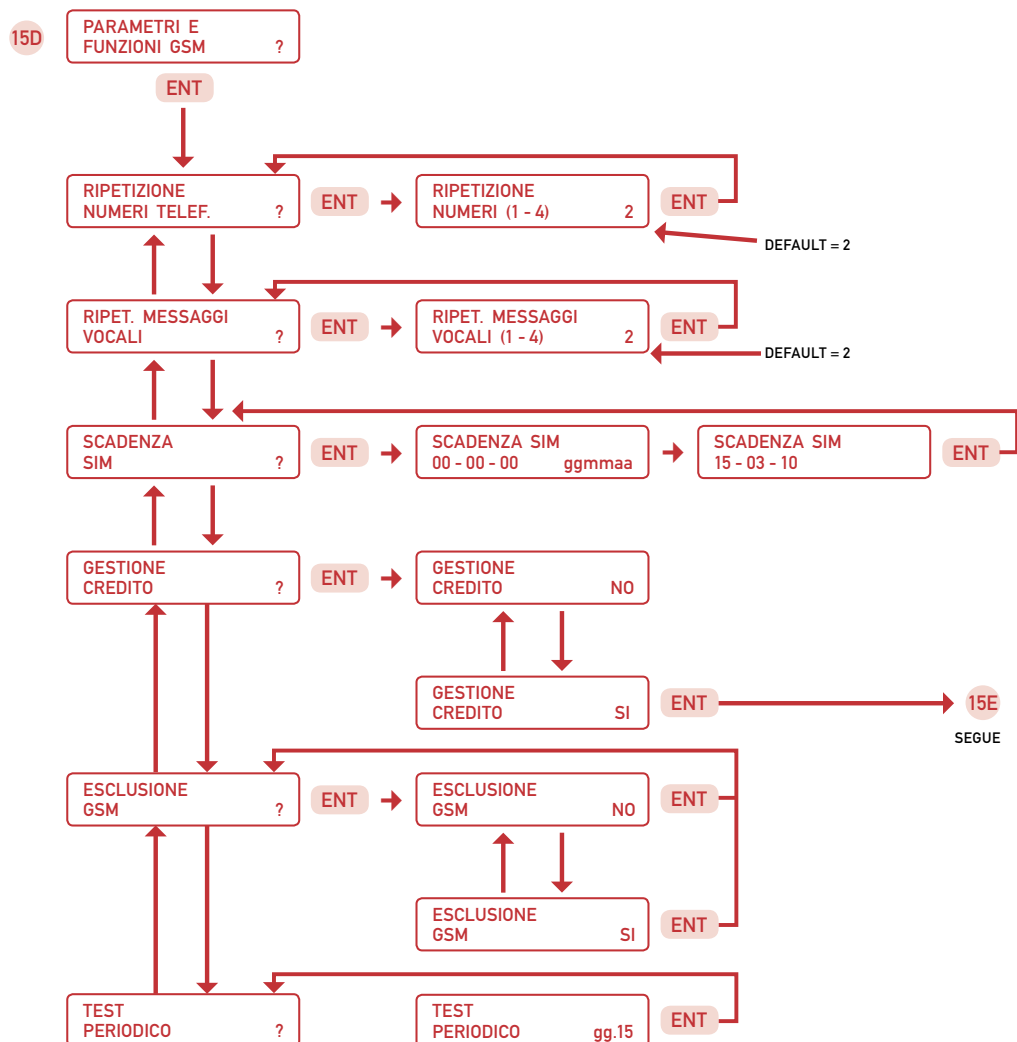 15D
PARAMETRI E
FUNZIONI GSM ?
ENT
RIPETIZIONE
NUMERI TELEF. ?
ENT
RIPETIZIONE
NUMERI (1 - 4) 2
ENT
DEFAULT = 2
RIPET. MESSAGGI
VOCALI ?
ENT
RIPET. MESSAGGI
VOCALI (1 - 4) 2
ENT
DEFAULT = 2
SCADENZA
SIM ?
ENT
SCADENZA SIM
00 - 00 - 00 ggmmaa
SCADENZA SIM
15 - 03 - 10
ENT
GESTIONE
CREDITO ?
ENT
GESTIONE
CREDITO NO
GESTIONE
CREDITO SI
ENT
15E
SEGUE
ESCLUSIONE
GSM ?
ENT
ESCLUSIONE
GSM NO
ENT
ESCLUSIONE
GSM SI
ENT
TEST
PERIODICO ?
TEST
PERIODICO gg.15
ENT